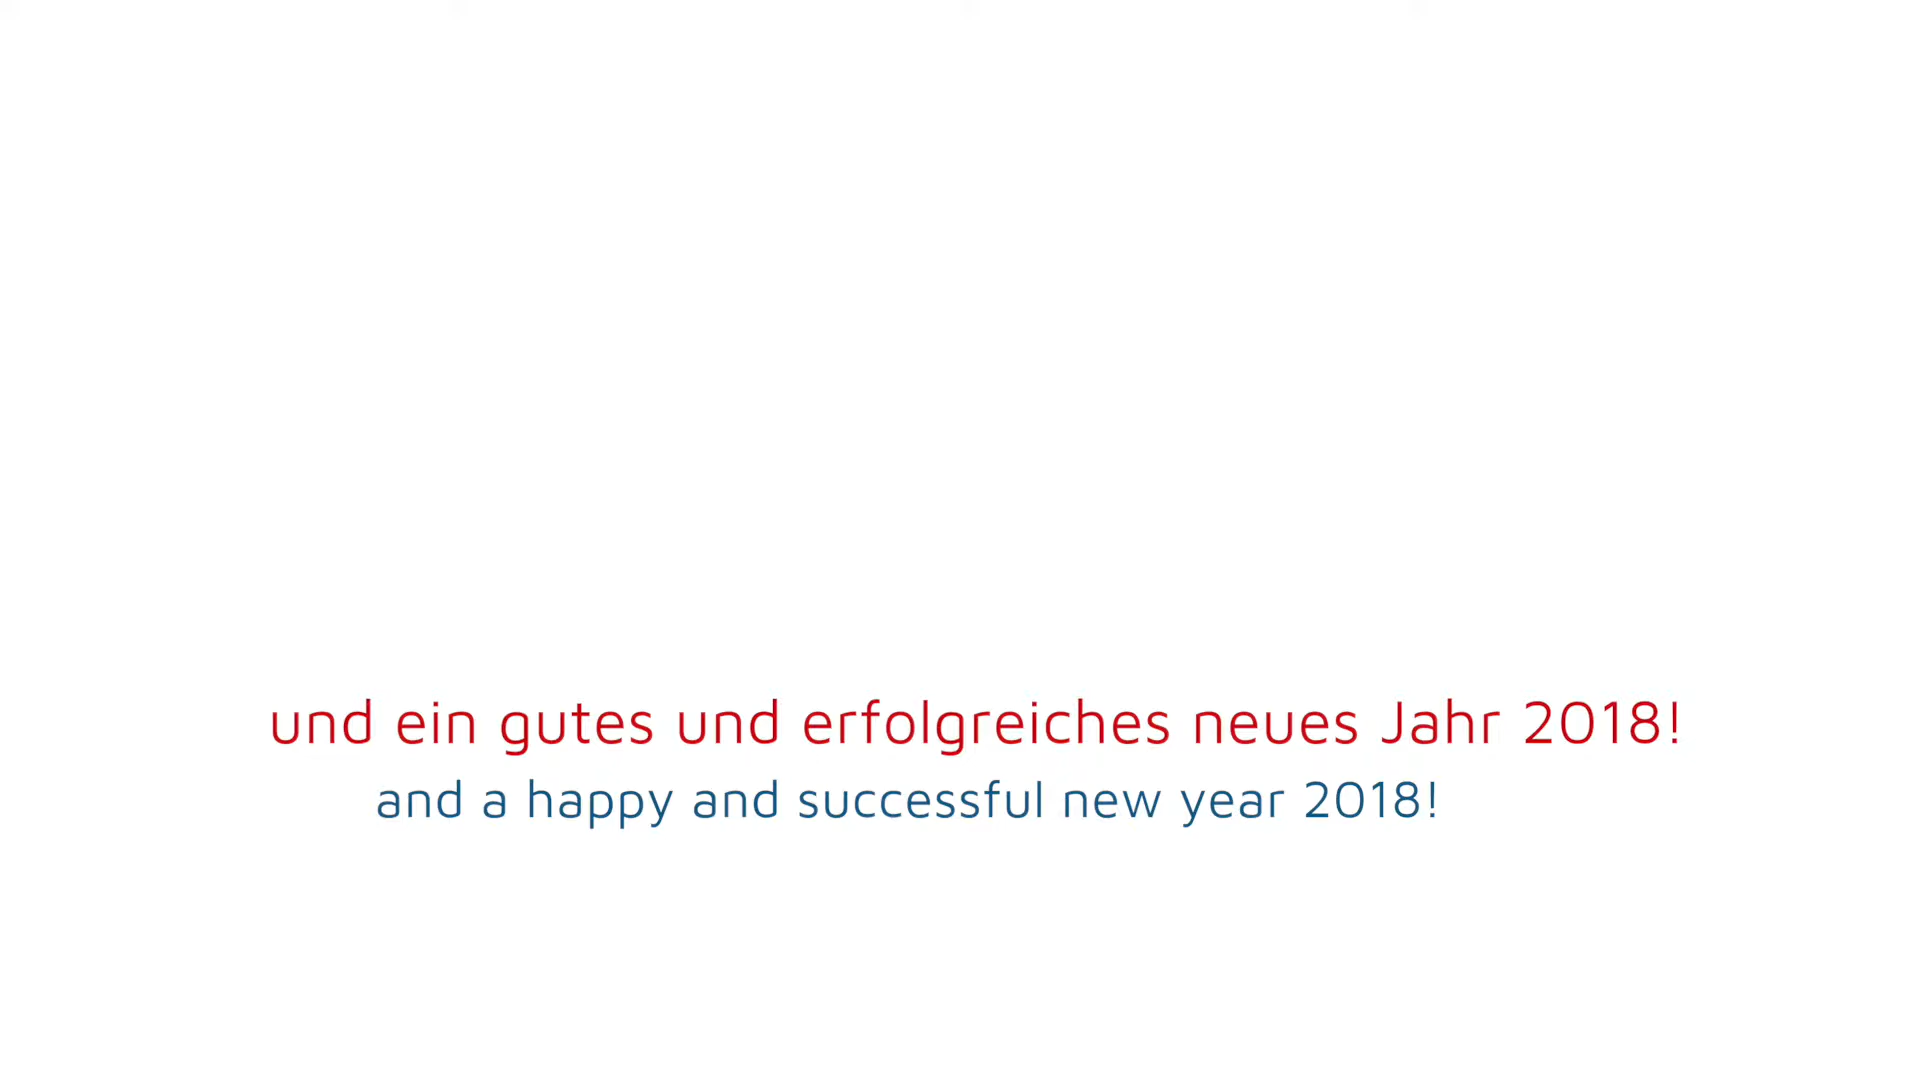 und ein gutes und erfolgreiches neues Jahr 2018!
and a happy and successful new year 2018!